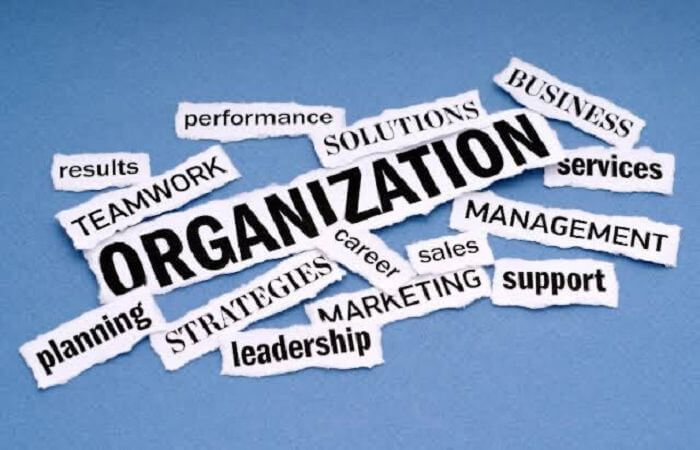 BUSINESS
performance
SOLUTIONS
results
TEAMWORK
ORGANIZATION
services
MANAGEMENT
career
sales
STRATEGIES
MARKETING
support
planning
leadership